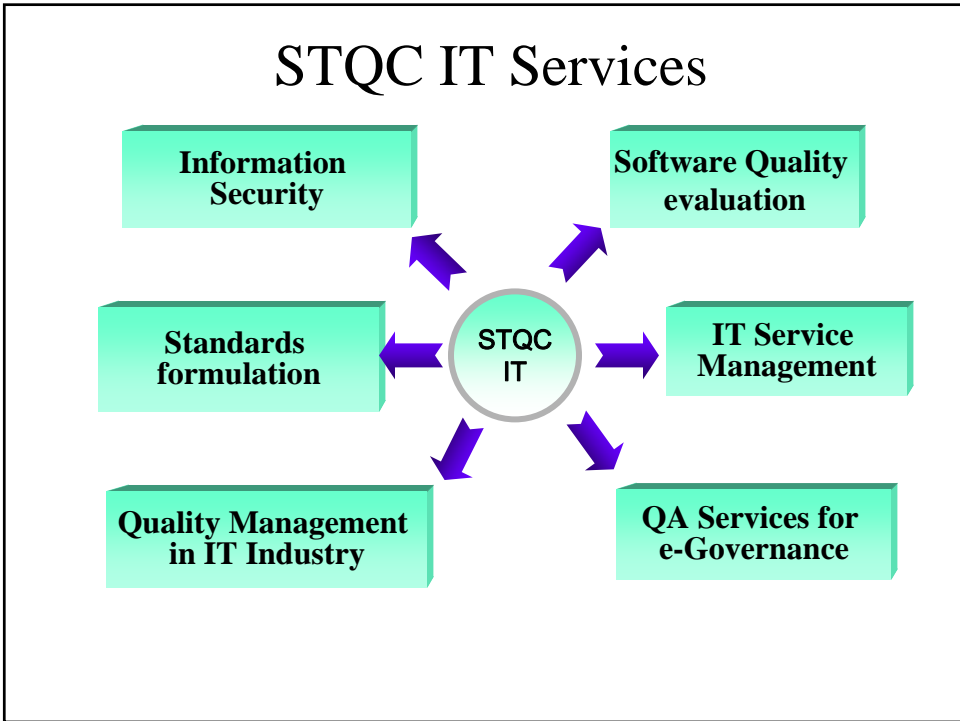 STQC IT Services
Information
Security
Software Quality
evaluation
Standards
formulation
STQC
IT
IT Service
Management
Quality Management
in IT Industry
QA Services for
e-Governance